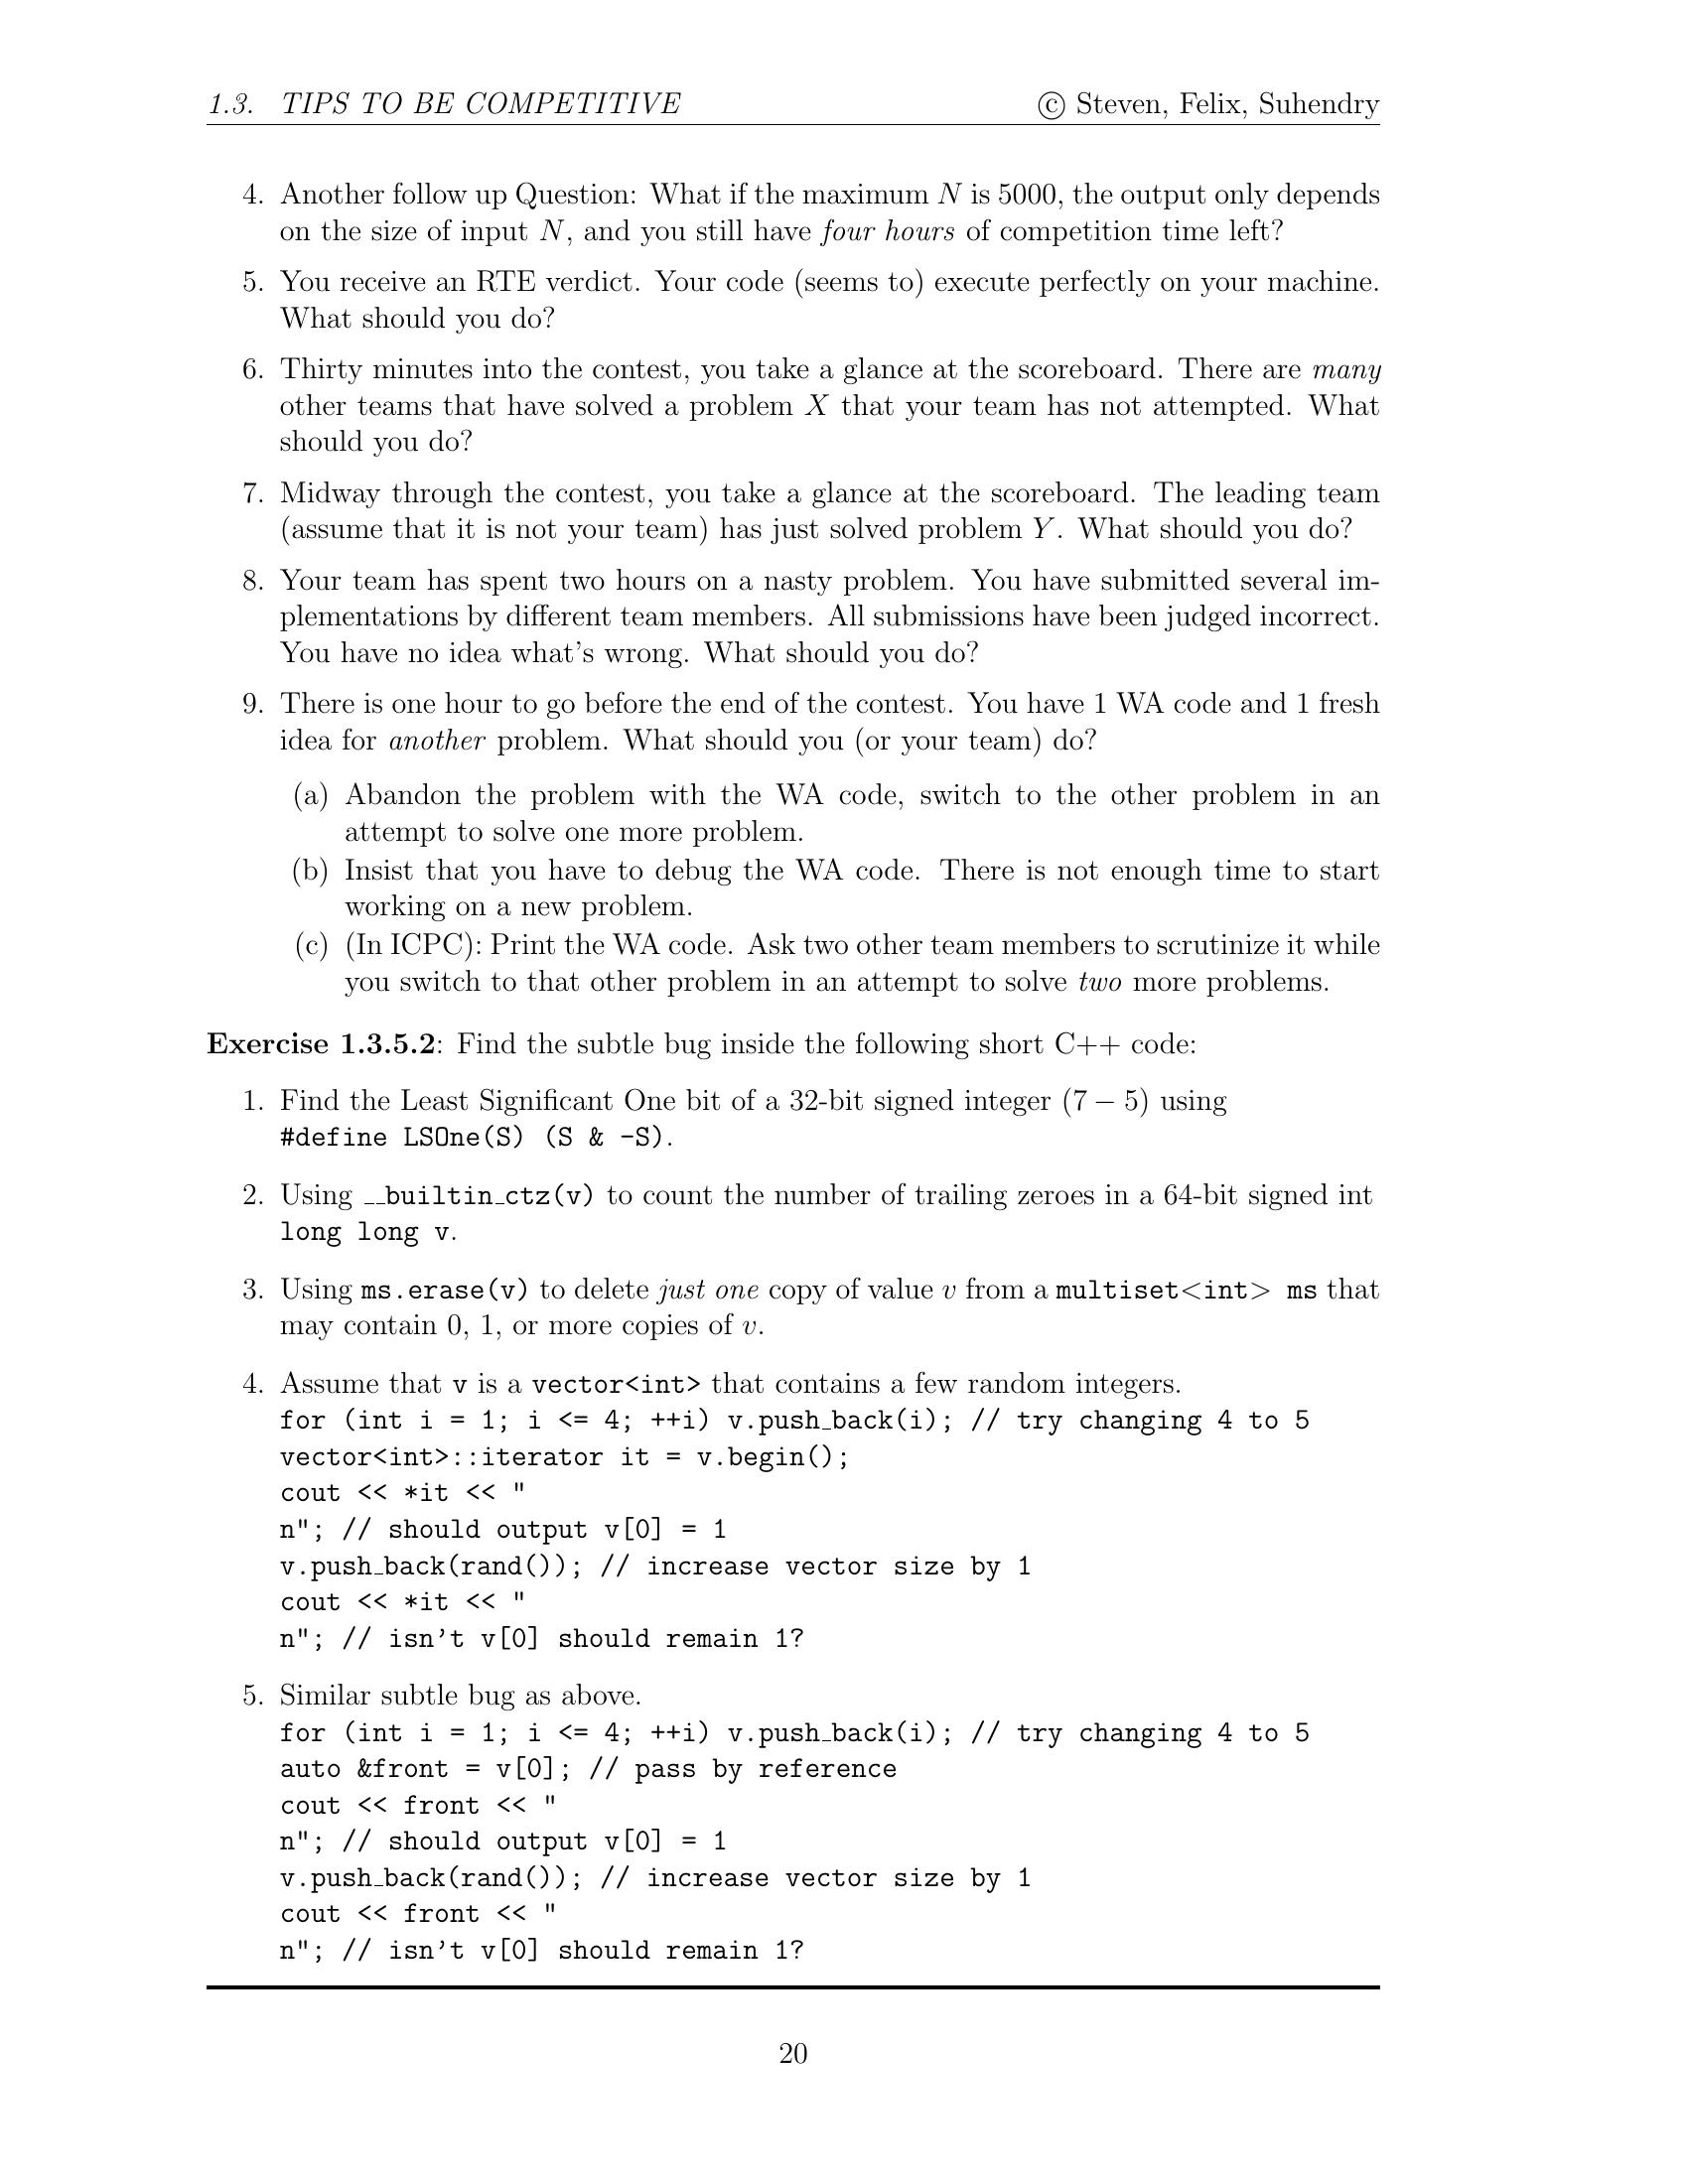 1.3. TIPS TO BE COMPETITIVE © Steven, Felix, Suhendry
4. Another follow up Question: What if the maximum N is 5000, the output only depends
on the size of input N, and you still have four hours of competition time left?
5. You receive an RTE verdict. Your code (seems to) execute perfectly on your machine.
What should you do?
6. Thirty minutes into the contest, you take a glance at the scoreboard. There are many
other teams that have solved a problem X that your team has not attempted. What
should you do?
7. Midway through the contest, you take a glance at the scoreboard. The leading team
(assume that it is not your team) has just solved problem Y. What should you do?
8. Your team has spent two hours on a nasty problem. You have submitted several im-
plementations by different team members. All submissions have been judged incorrect.
You have no idea what's wrong. What should you do?
9. There is one hour to go before the end of the contest. You have 1 WA code and 1 fresh
idea for another problem. What should you (or your team) do?
(a) Abandon the problem with the WA code, switch to the other problem in an
attempt to solve one more problem.
(b) Insist that you have to debug the WA code. There is not enough time to start
working on a new problem.
(c) (In ICPC): Print the WA code. Ask two other team members to scrutinize it while
you switch to that other problem in an attempt to solve two more problems.
Exercise 1.3.5.2: Find the subtle bug inside the following short C++ code:
1. Find the Least Significant One bit of a 32-bit signed integer (7 − 5) using
#define LSOne(S) (S & -S).
2. Using __builtin_ctz(v) to count the number of trailing zeroes in a 64-bit signed int
long long v.
3. Using ms.erase(v) to delete just one copy of value v from a multiset<int> ms that
may contain 0, 1, or more copies of v.
4. Assume that v is a vector<int> that contains a few random integers.
for (int i = 1; i <= 4; ++i) v.push_back(i); // try changing 4 to 5
vector<int>::iterator it = v.begin();
cout << *it << "
n"; // should output v[0] = 1
v.push_back(rand()); // increase vector size by 1
cout << *it << "
n"; // isn't v[0] should remain 1?
5. Similar subtle bug as above.
for (int i = 1; i <= 4; ++i) v.push_back(i); // try changing 4 to 5
auto &front = v[0]; // pass by reference
cout << front << "
n"; // should output v[0] = 1
v.push_back(rand()); // increase vector size by 1
cout << front << "
n"; // isn't v[0] should remain 1?
20